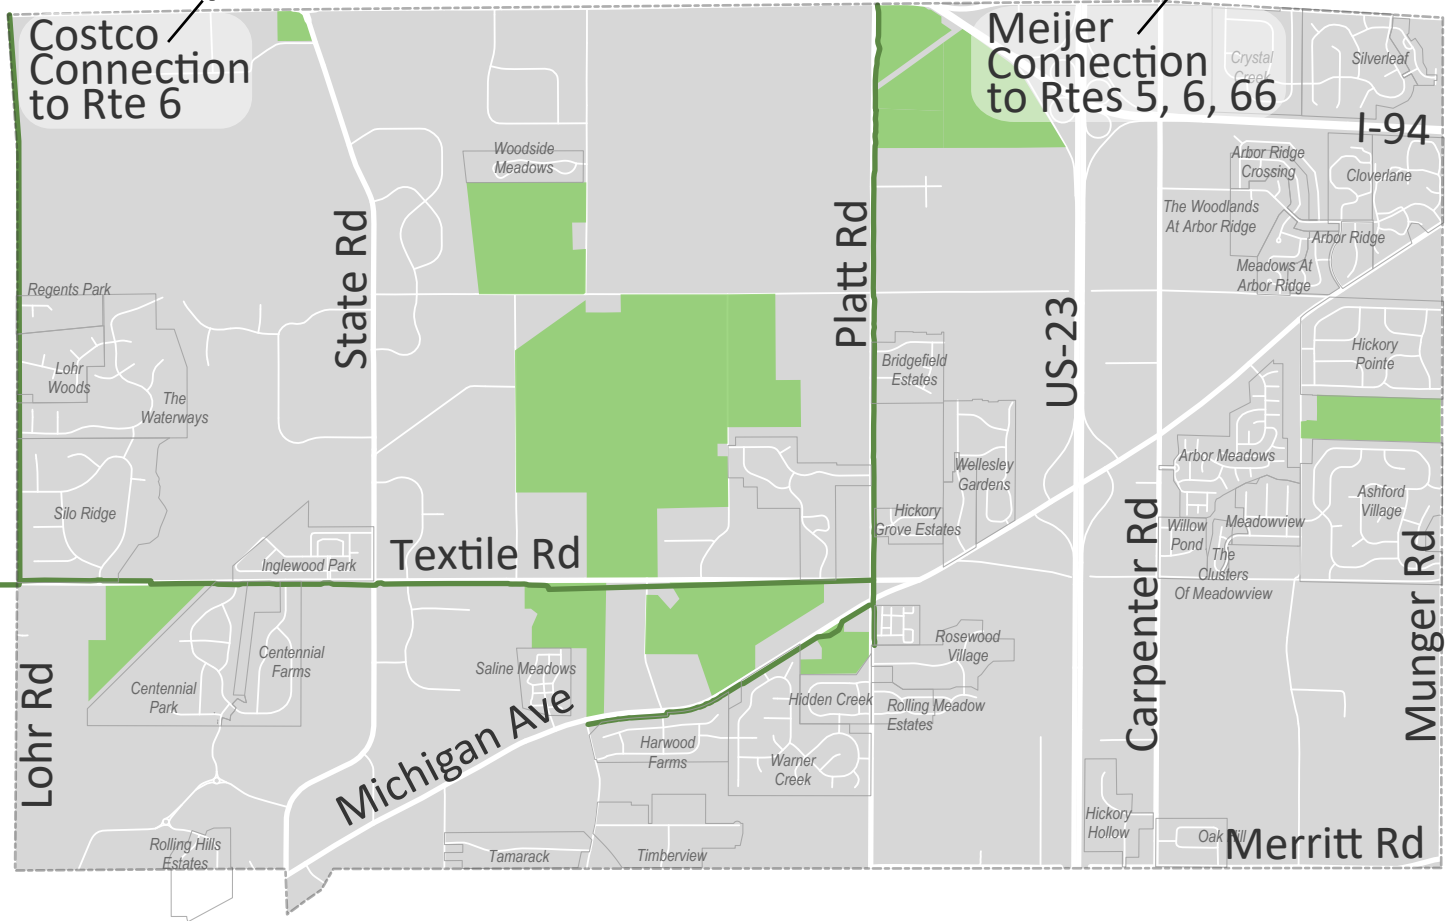 Costco
Connection
to Rte 6
Meijer
Connection
to Rtes 5, 6, 66
Crystal
Creek
Silverleaf
I-94
Woodside
Meadows
Arbor Ridge
Crossing
Cloverlane
The Woodlands
At Arbor Ridge
Arbor Ridge
Meadows At
Arbor Ridge
State Rd
Platt Rd
US-23
Regents Park
Lohr
Woods
The
Waterways
Bridgefield
Estates
Hickory
Pointe
Silo Ridge
Wellesley
Gardens
Arbor Meadows
Ashford
Village
Hickory
Grove Estates
Willow
Pond
Meadowview
The
Clusters
Of Meadowview
Inglewood Park
Textile Rd
Carpenter Rd
Munger Rd
Lohr Rd
Centennial
Farms
Centennial
Park
Saline Meadows
Michigan Ave
Rosewood
Village
Hidden Creek
Rolling Meadow
Estates
Harwood
Farms
Warner
Creek
Rolling Hills
Estates
Tamarack
Timberview
Hickory
Hollow
Oak Hill
Merritt Rd